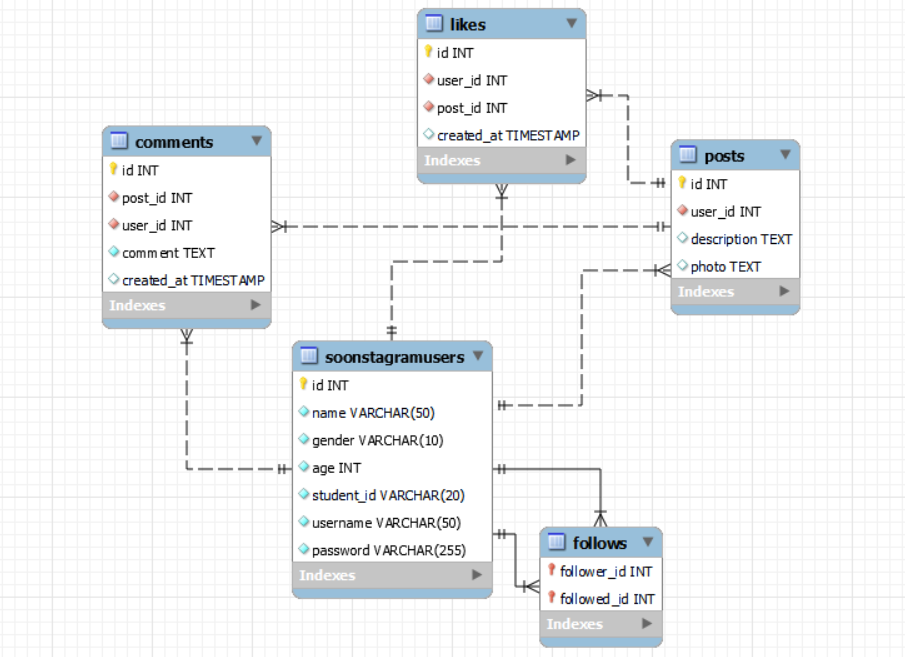 likes
id INT
user_id INT
post_id INT
created_at TIMESTAMP
Indexes
comments
id INT
post_id INT
user_id INT
comment TEXT
created_at TIMESTAMP
Indexes
posts
id INT
user_id INT
description TEXT
photo TEXT
Indexes
soonstagramusers
id INT
name VARCHAR(50)
gender VARCHAR(10)
age INT
student_id VARCHAR(20)
username VARCHAR(50)
password VARCHAR(255)
Indexes
follows
follower_id INT
followed_id INT
Indexes